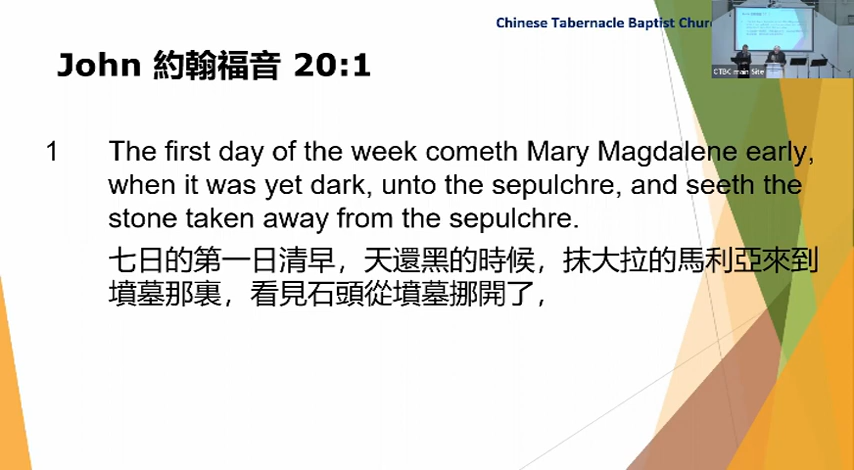 Chinese Tabernacle Baptist
John 約翰福音 20:1
1 The first day of the week cometh Mary Magdalene early,
when it was yet dark, unto the sepulchre, and seeth the
stone taken away from the sepulchre.
七日的第一日清早，天還黑的時候，抹大拉的馬利亞來到
墳墓那裏，看見石頭從墳墓挪開了，
CTBC main Site